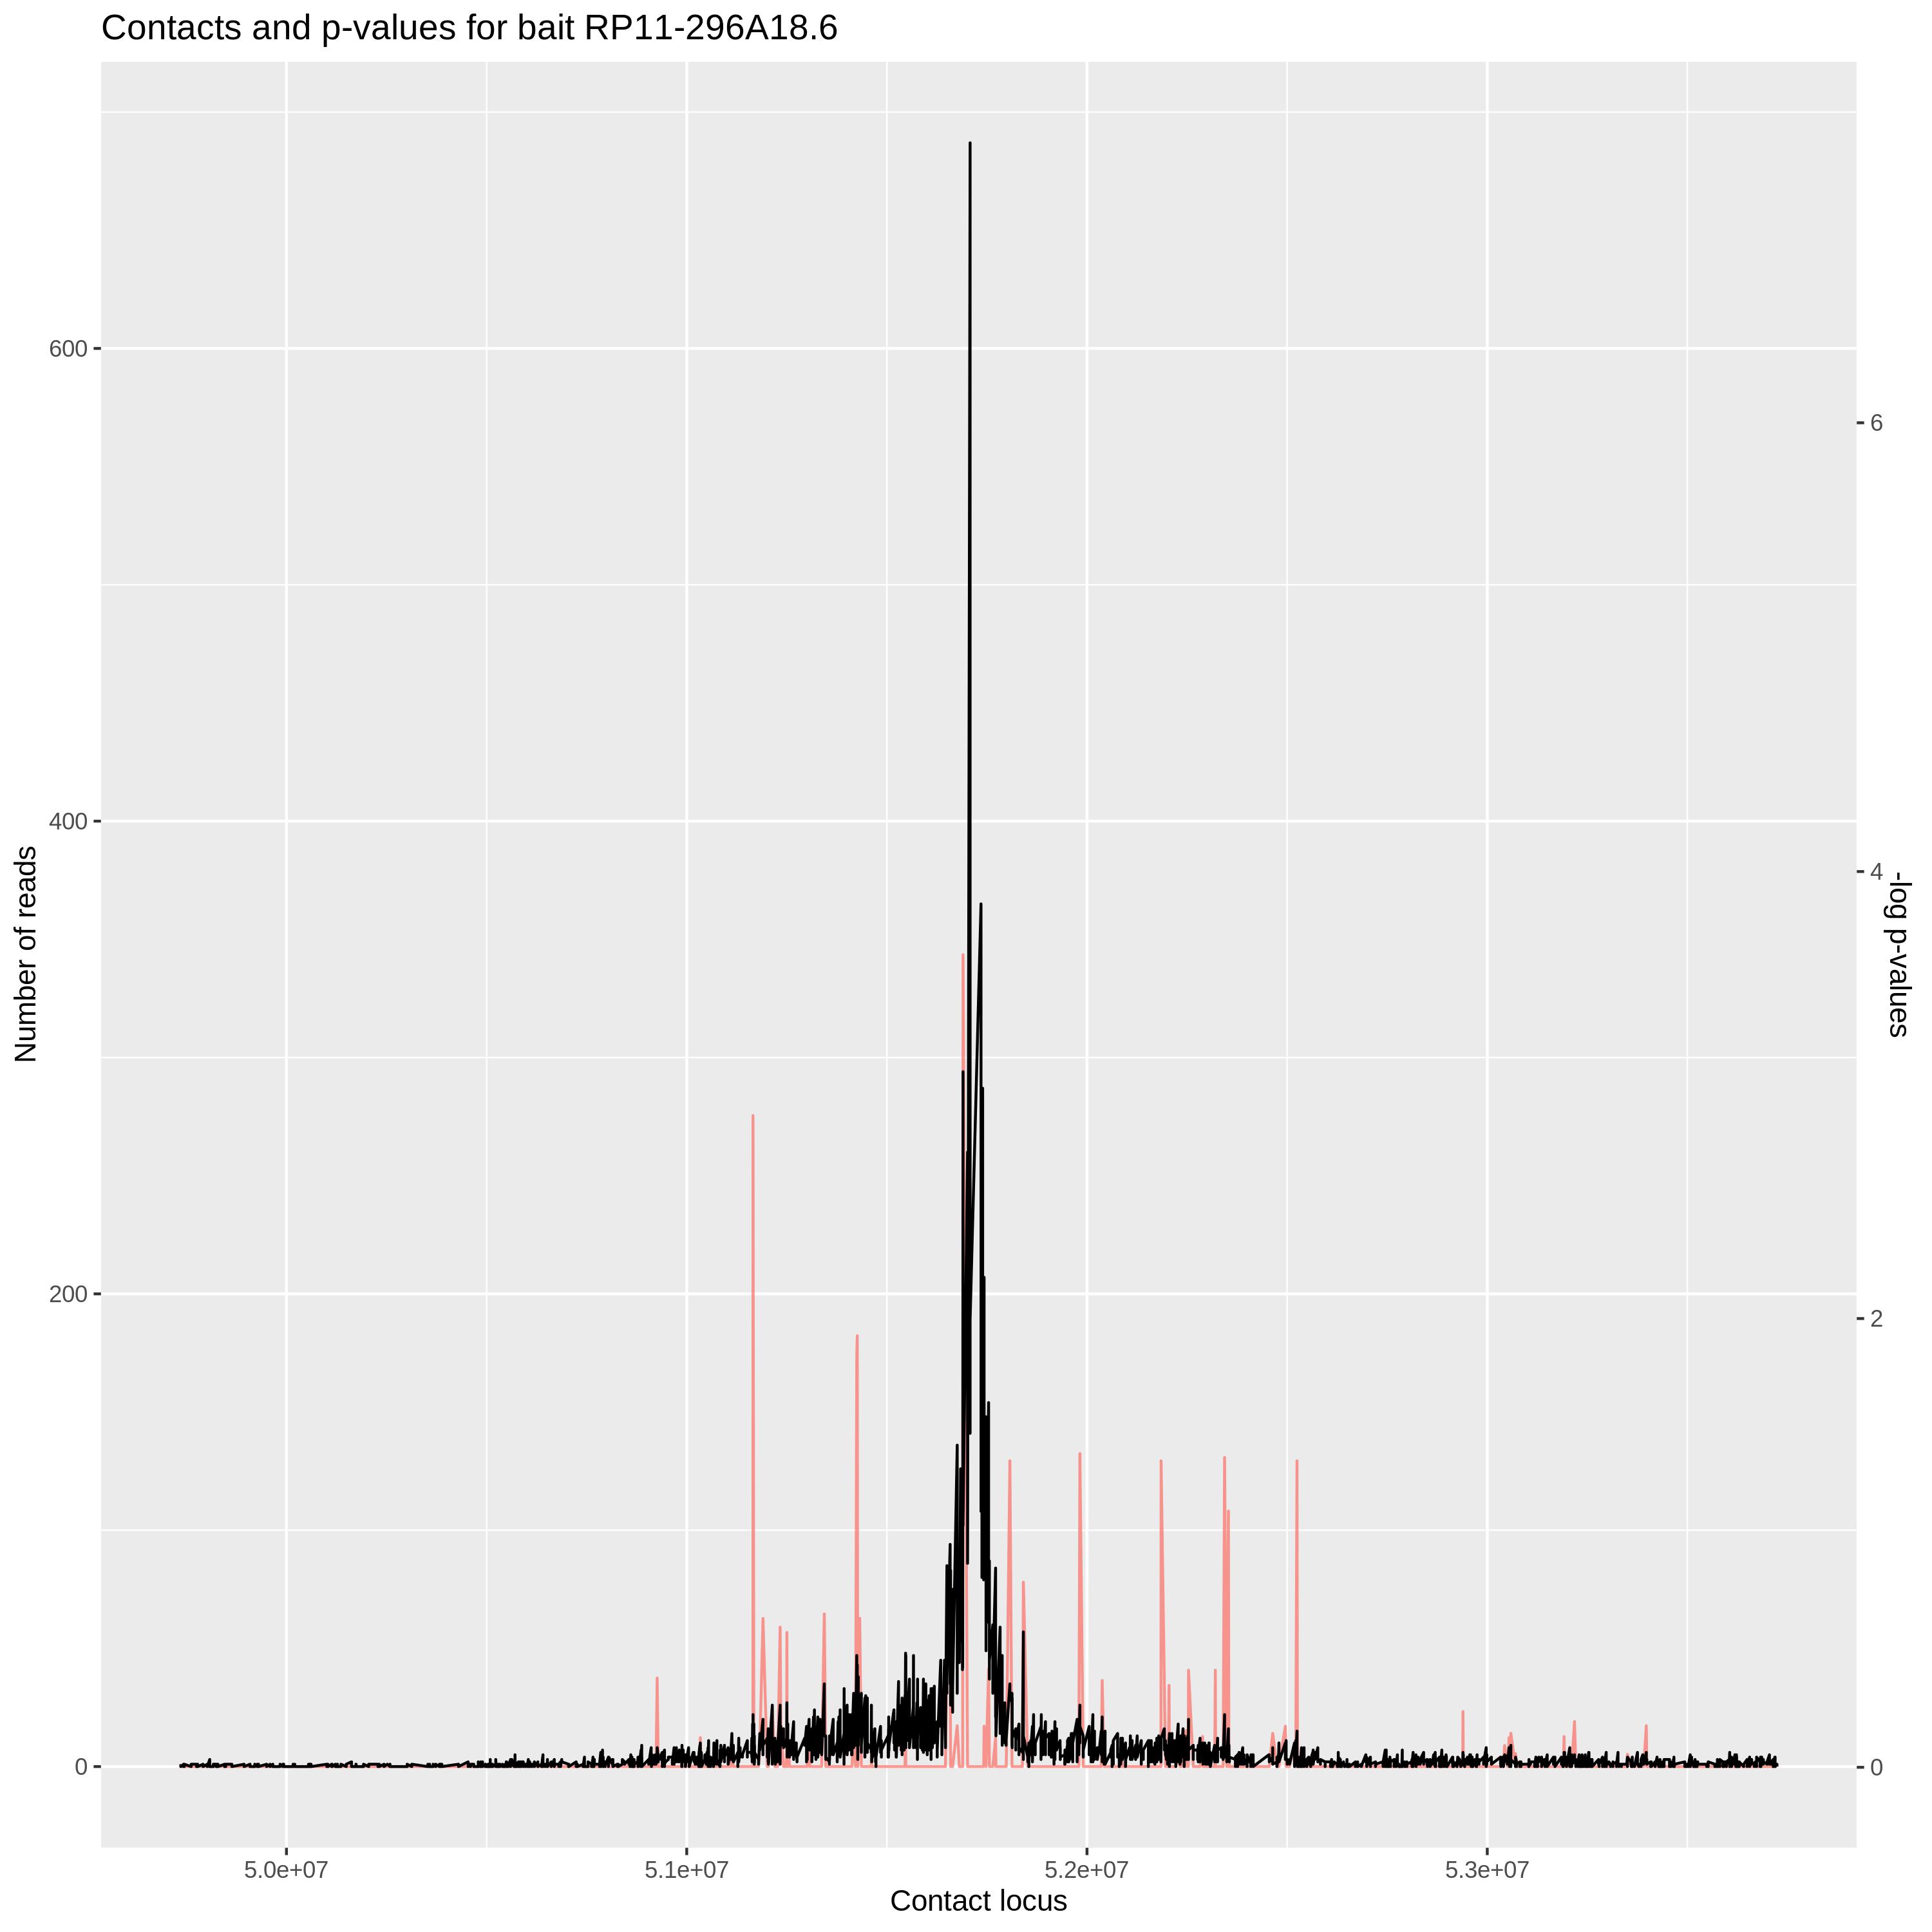 Contacts and p-values for bait RP11-296A18.6
600
400
200
0
Number of reads
6
4
2
0
-log p-values
5.0e+07
5.1e+07
5.2e+07
5.3e+07
Contact locus